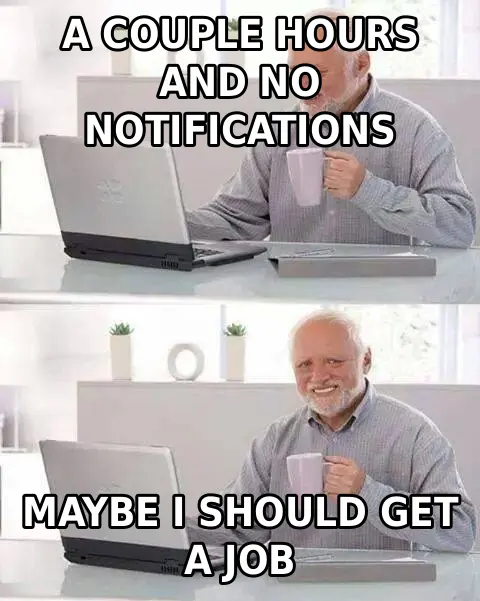 A COUPLE HOURS
AND NO
NOTIFICATIONS
MAYBE I SHOULD GET
A JOB